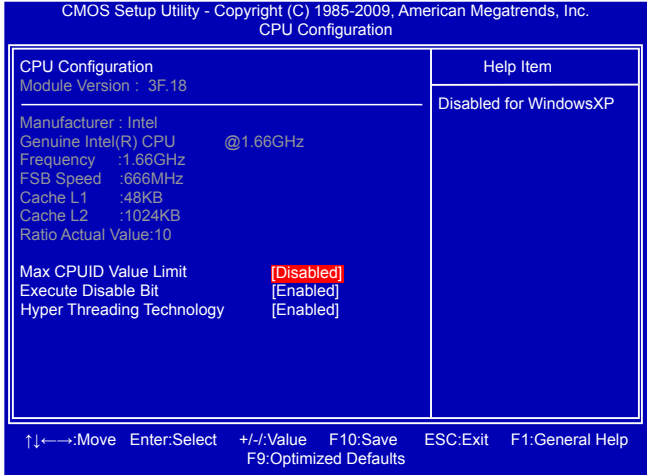 CMOS Setup Utility - Copyright (C) 1985-2009, American Megatrends, Inc.
CPU Configuration
CPU Configuration
Module Version : 3F.18
Manufacturer : Intel
Genuine Intel(R) CPU @1.66GHz
Frequency :1.66GHz
FSB Speed :666MHz
Cache L1 :48KB
Cache L2 :1024KB
Ratio Actual Value:10
Max CPUID Value Limit [Disabled]
Execute Disable Bit [Enabled]
Hyper Threading Technology [Enabled]
Help Item
Disabled for WindowsXP
↑↓←→:Move Enter:Select +/-/:Value F10:Save ESC:Exit F1:General Help
F9:Optimized Defaults